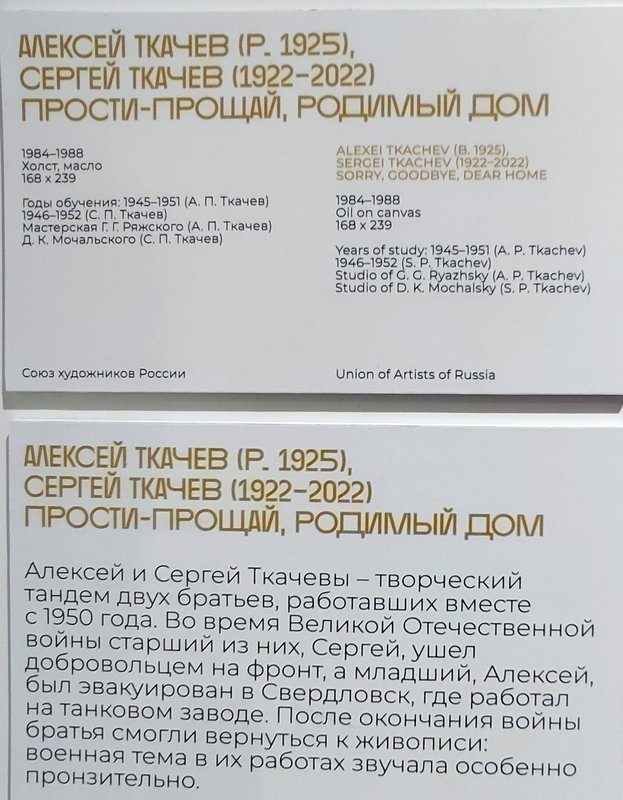 АЛЕКСЕЙ ТКАЧЕВ (Р. 1925),
СЕРГЕЙ ТКАЧЕВ (1922–2022)
ПРОСТИ-ПРОЩАЙ, РОДИМЫЙ ДОМ
1984–1988
Холст, масло
168 x 239
Годы обучения: 1945–1951 (А. П. Ткачев)
1946–1952 (С. П. Ткачев)
Мастерская Г. Г. Ряжского (А. П. Ткачев)
Д. К. Мочальского (С. П. Ткачев)
Союз художников России
ALEXEI TKACHEV (B. 1925),
SERGEI TKACHEV (1922–2022)
SORRY, GOODBYE, DEAR HOME
1984–1988
Oil on canvas
168 x 239
Years of study: 1945–1951 (A. P. Tkachev)
1946–1952 (S. P. Tkachev)
Studio of G. G. Ryazhsky (A. P. Tkachev)
Studio of D. K. Mochalsky (S. P. Tkachev)
Union of Artists of Russia
АЛЕКСЕЙ ТКАЧЕВ (Р. 1925),
СЕРГЕЙ ТКАЧЕВ (1922–2022)
ПРОСТИ-ПРОЩАЙ, РОДИМЫЙ ДОМ
Алексей и Сергей Ткачевы – творческий
тандем двух братьев, работавших вместе
с 1950 года. Во время Великой Отечественной
войны старший из них, Сергей, ушел
добровольцем на фронт, а младший, Алексей,
был эвакуирован в Свердловск, где работал
на танковом заводе. После окончания войны
братья смогли вернуться к живописи:
военная тема в их работах звучала особенно
пронзительно.